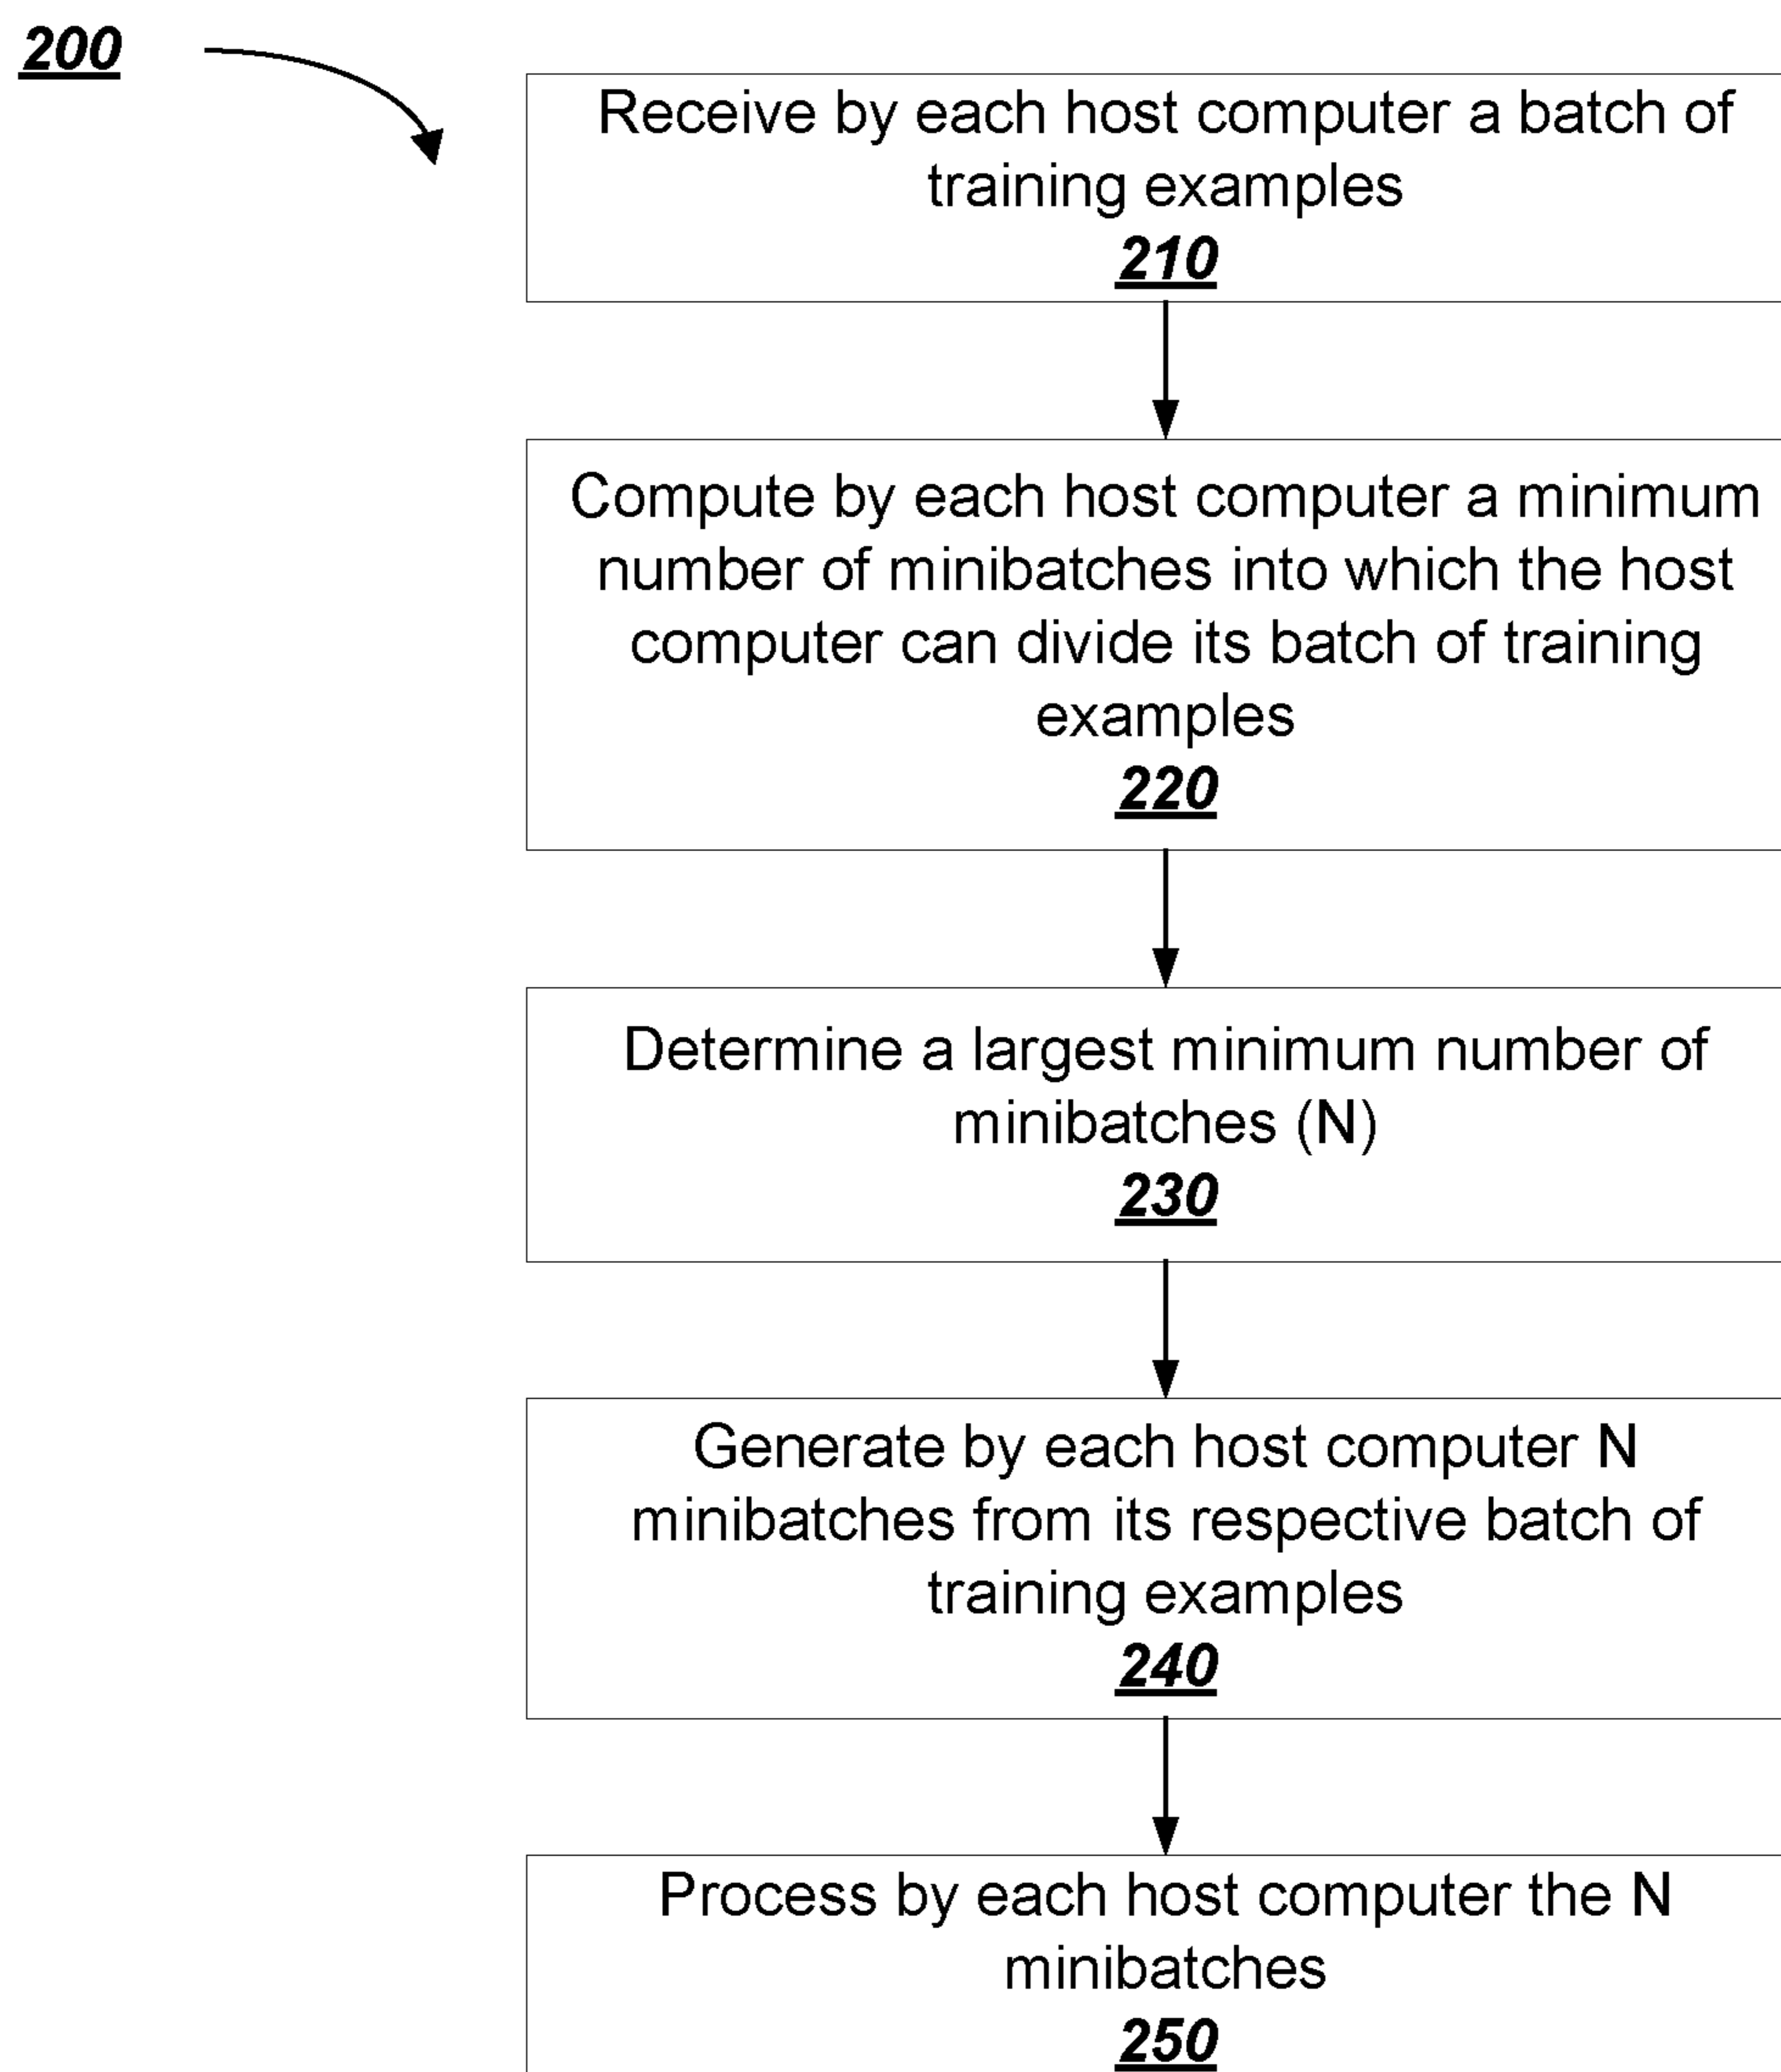 200
Receive by each host computer a batch of
training examples
210
Compute by each host computer a minimum
number of minibatches into which the host
computer can divide its batch of training
examples
220
Determine a largest minimum number of
minibatches (N)
230
Generate by each host computer N
minibatches from its respective batch of
training examples
240
Process by each host computer the N
minibatches
250